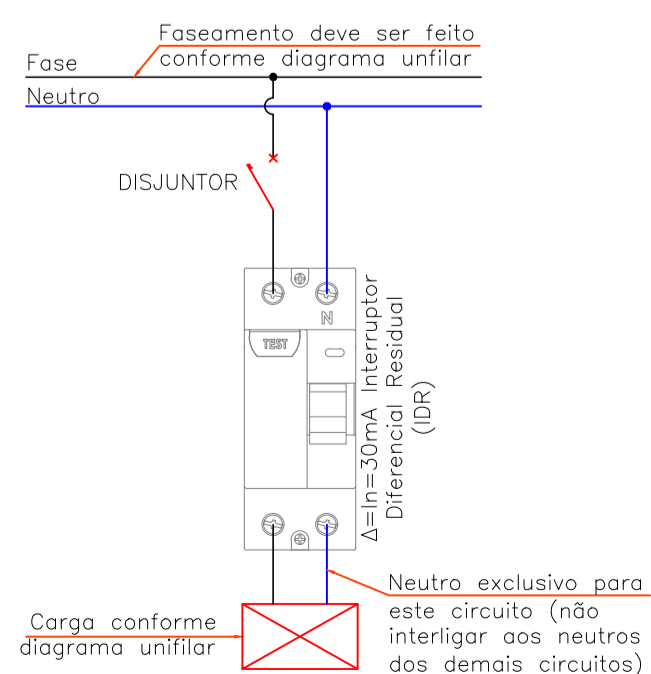 Faseamento deve ser feito
conforme diagrama unfilar
Fase
Neutro
DISJUNTOR
N
TEST
Δ=In=30mA Interruptor
Diferencial Residual
(IDR)
Neutro exclusivo para
este circuito (não
interligar aos neutros
dos demais circuitos)
Carga conforme
diagrama unifilar